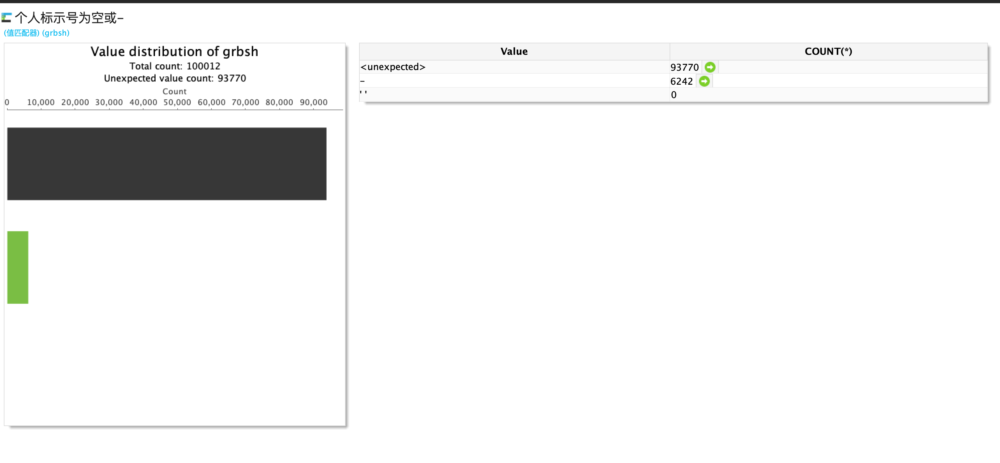 个人标示号为空或–
(值匹配器) (grbsh)
Value distribution of grbsh
Total count: 100012
Unexpected value count: 93770
Count
0 10,000 20,000 30,000 40,000 50,000 60,000 70,000 80,000 90,000
Value COUNT(*)
<unexpected> 93770
– 6242
' ' 0